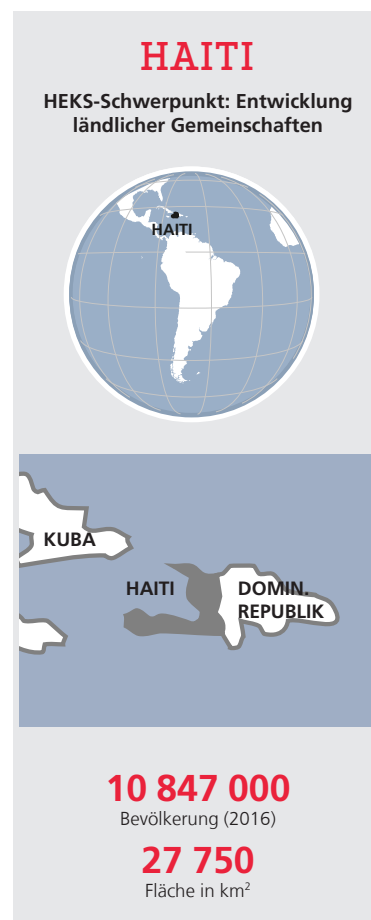 HAITI
HEKS-Schwerpunkt: Entwicklung
ländlicher Gemeinschaften
HAITI
KUBA
HAITI
DOMIN.
REPUBLIK
10 847 000
Bevölkerung (2016)
27 750
Fläche in km²